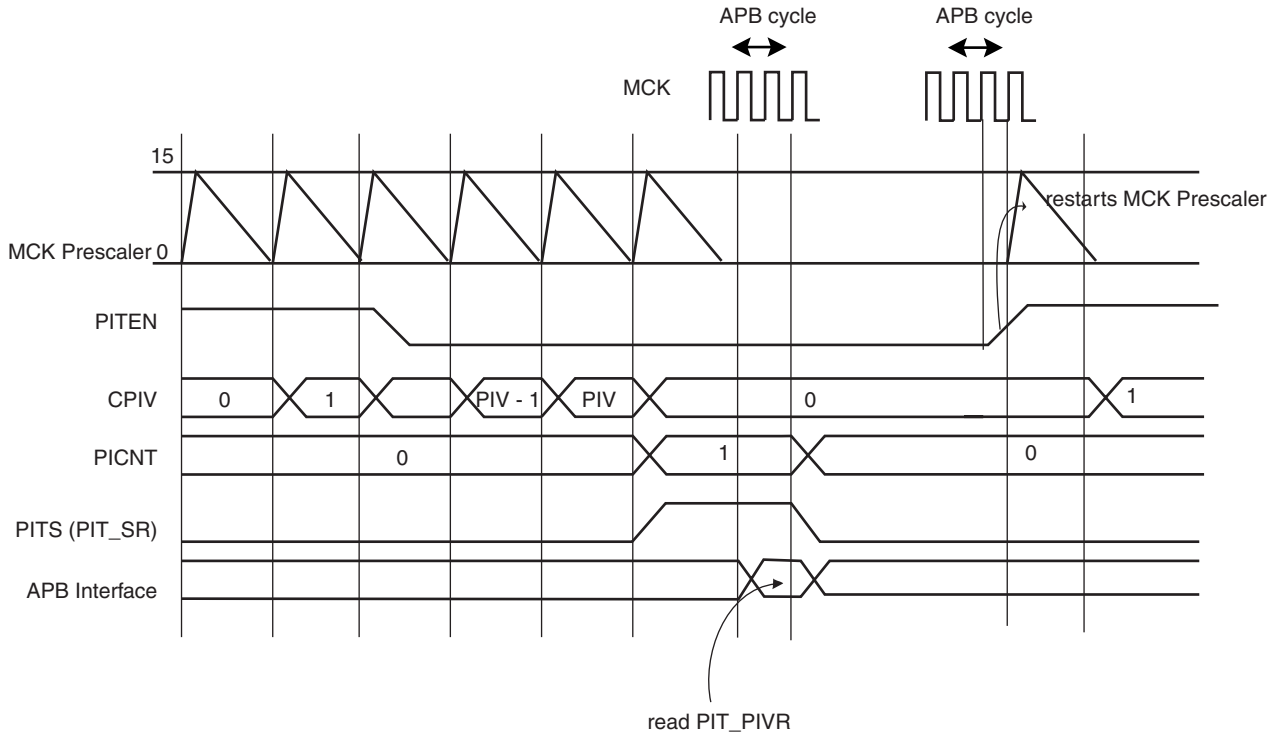 APB cycle APB cycle
MCK
15
restarts MCK Prescaler
MCK Prescaler 0
PITEN
CPIV 0 1 PIV - 1 PIV 0 1
PICNT 0 1 0
PITS (PIT_SR)
APB Interface
read PIT_PIVR